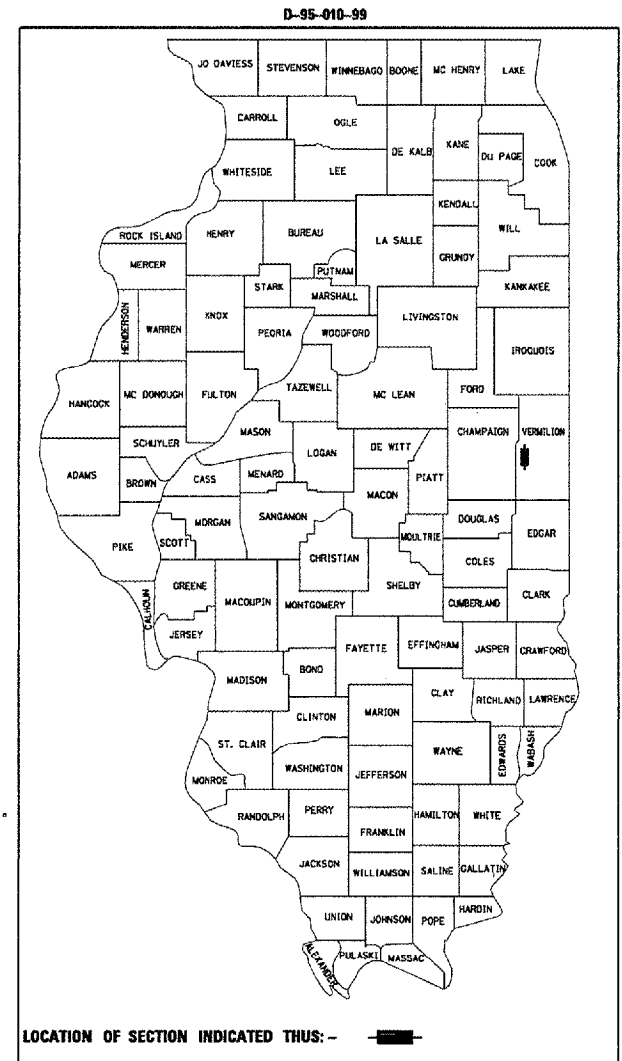 D-95-010-99
JO DAVIESS STEVENSON WINNEBAGO BOONE MC HENRY LAKE
CARROLL OGLE DE KALB KANE DU PAGE COOK
WHITESIDE LEE
KENDALL WILL
ROCK ISLAND HENRY BUREAU LA SALLE
MERCER PUTNAM GRUNDY
STARK MARSHALL KANKAKEE
HENDERSON WARREN KNOX PEORIA WOODFORD LIVINGSTON IROQUOIS
HANCOCK MC DONOUGH FULTON TAZEWELL MC LEAN FORD
MASON CHAMPAIGN VERMILION
SCHUYLER LOGAN DE WITT
ADAMS BROWN CASS MENARD PIATT
MACON
MORGAN SANGAMON DOUGLAS EDGAR
PIKE SCOTT CHRISTIAN MOULTRIE
COLES
GREENE SHELBY
CALHOUN MACOUPIN MONTGOMERY CUMBERLAND CLARK
JERSEY FAYETTE EFFINGHAM JASPER CRAWFORD
MADISON BOND
CLAY RICHLAND LAWRENCE
CLINTON MARION
ST. CLAIR WAYNE EDWARDS WABASH
MONROE WASHINGTON JEFFERSON
RANDOLPH PERRY HAMILTON WHITE
FRANKLIN
JACKSON WILLIAMSON SALINE GALLATIN
UNION JOHNSON POPE HARDIN
ALEXANDER PULASKI MASSAC
LOCATION OF SECTION INDICATED THUS: -